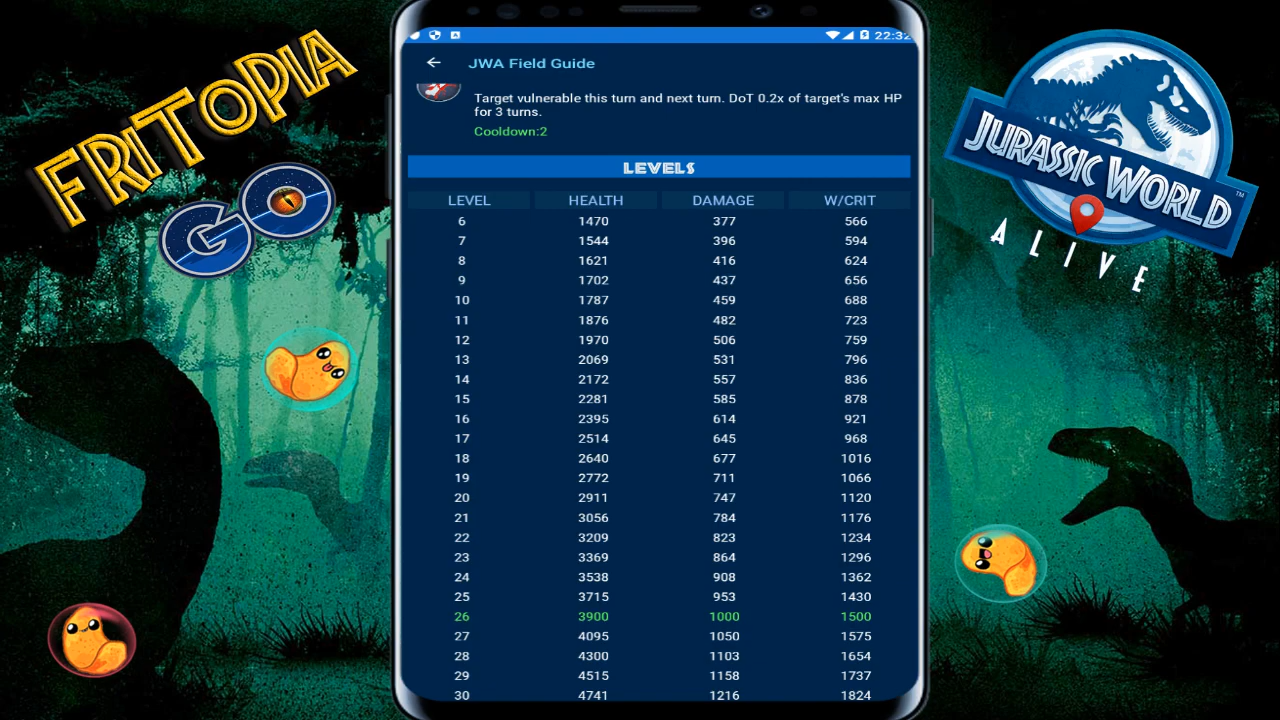 FRITOPIA
GO
22:32
JWA Field Guide
Target vulnerable this turn and next turn. DoT 0.2x of target's max HP
for 3 turns.
Cooldown:2
LEVELS
LEVEL HEALTH DAMAGE W/CRIT
6 1470 377 566
7 1544 396 594
8 1621 416 624
9 1702 437 656
10 1787 459 688
11 1876 482 723
12 1970 506 759
13 2069 531 796
14 2172 557 836
15 2281 585 878
16 2395 614 921
17 2514 645 968
18 2640 677 1016
19 2772 711 1066
20 2911 747 1120
21 3056 784 1176
22 3209 823 1234
23 3369 864 1296
24 3538 908 1362
25 3715 953 1430
26 3900 1000 1500
27 4095 1050 1575
28 4300 1103 1654
29 4515 1158 1737
30 4741 1216 1824
JURASSIC WORLD™
ALIVE